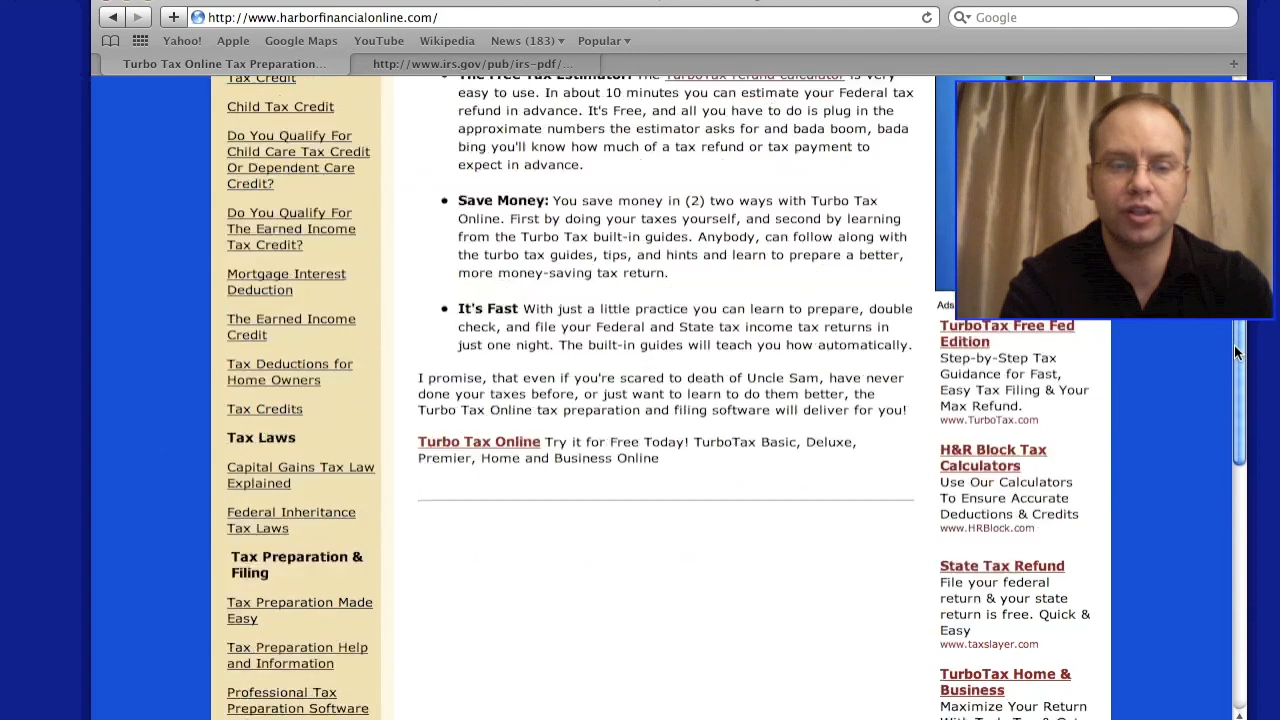 http://www.harborfinancialonline.com/
Google
Yahoo!
Apple
Google Maps
YouTube
Wikipedia
News (183)
Popular
Turbo Tax Online Tax Preparation...
http://www.irs.gov/pub/irs-pdf/...
Tax Credit
Child Tax Credit
Do You Qualify For
Child Care Tax Credit
Or Dependent Care
Credit?
Do You Qualify For
The Earned Income
Tax Credit?
Mortgage Interest
Deduction
The Earned Income
Credit
Tax Deductions for
Home Owners
Tax Credits
Tax Laws
Capital Gains Tax Law
Explained
Federal Inheritance
Tax Laws
Tax Preparation &
Filing
Tax Preparation Made
Easy
Tax Preparation Help
and Information
Professional Tax
Preparation Software
The Free Tax Estimator: The TurboTax refund calculator is very
easy to use. In about 10 minutes you can estimate your Federal tax
refund in advance. It's Free, and all you have to do is plug in the
approximate numbers the estimator asks for and bada boom, bada
bing you'll know how much of a tax refund or tax payment to
expect in advance.
Save Money: You save money in (2) two ways with Turbo Tax
Online. First by doing your taxes yourself, and second by learning
from the Turbo Tax built-in guides. Anybody, can follow along with
the turbo tax guides, tips, and hints and learn to prepare a better,
more money-saving tax return.
It's Fast With just a little practice you can learn to prepare, double
check, and file your Federal and State tax income tax returns in
just one night. The built-in guides will teach you how automatically.
I promise, that even if you're scared to death of Uncle Sam, have never
done your taxes before, or just want to learn to do them better, the
Turbo Tax Online tax preparation and filing software will deliver for you!
Turbo Tax Online Try it for Free Today! TurboTax Basic, Deluxe,
Premier, Home and Business Online
Ads
TurboTax Free Fed
Edition
Step-by-Step Tax
Guidance for Fast,
Easy Tax Filing & Your
Max Refund.
www.TurboTax.com
H&R Block Tax
Calculators
Use Our Calculators
To Ensure Accurate
Deductions & Credits
www.HRBlock.com
State Tax Refund
File your federal
return & your state
return is free. Quick &
Easy
www.taxslayer.com
TurboTax Home &
Business
Maximize Your Return